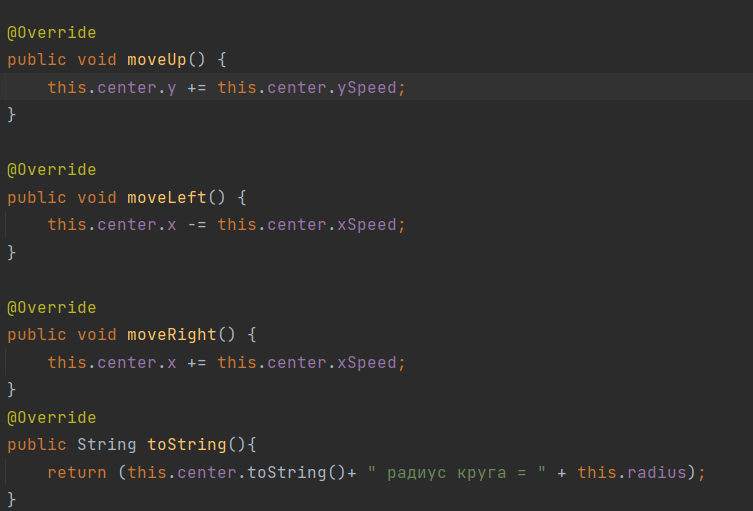 @Override
public void moveUp() {
    this.center.y += this.center.ySpeed;
}
@Override
public void moveLeft() {
    this.center.x -= this.center.xSpeed;
}
@Override
public void moveRight() {
    this.center.x += this.center.xSpeed;
}
@Override
public String toString(){
    return (this.center.toString()+ " радиус круга = " + this.radius);
}